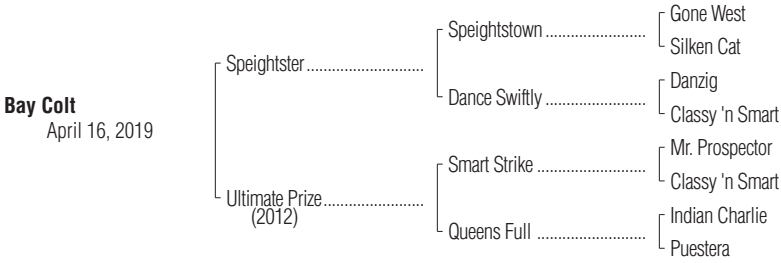 Bay Colt
April 16, 2019
Speightster
Ultimate Prize
(2012)
Speightstown
Dance Swiftly
Smart Strike
Queens Full
Gone West
Silken Cat
Danzig
Classy 'n Smart
Mr. Prospector
Classy 'n Smart
Indian Charlie
Puestera